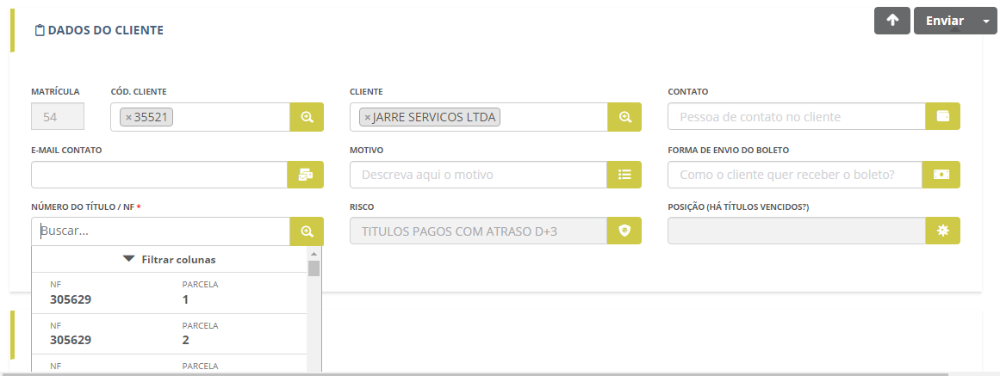 DADOS DO CLIENTE
Enviar
MATRÍCULA
CÓD. CLIENTE
CLIENTE
CONTATO
54
×35521
×JARRE SERVICOS LTDA
Pessoa de contato no cliente
E-MAIL CONTATO
MOTIVO
FORMA DE ENVIO DO BOLETO
Descreva aqui o motivo
Como o cliente quer receber o boleto?
NÚMERO DO TÍTULO / NF *
RISCO
POSIÇÃO (HÁ TÍTULOS VENCIDOS?)
Buscar...
TITULOS PAGOS COM ATRASO D+3
Filtrar colunas
NF
PARCELA
305629
1
NF
PARCELA
305629
2
NF
PARCELA